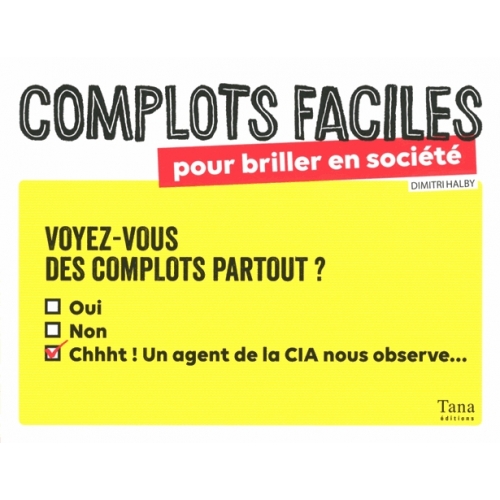 COMPLOTS FACILES
pour briller en société
DIMITRI HALBY
VOYEZ-VOUS
DES COMPLOTS PARTOUT ?
Oui
Non
Chhht ! Un agent de la CIA nous observe...
Tana
éditions